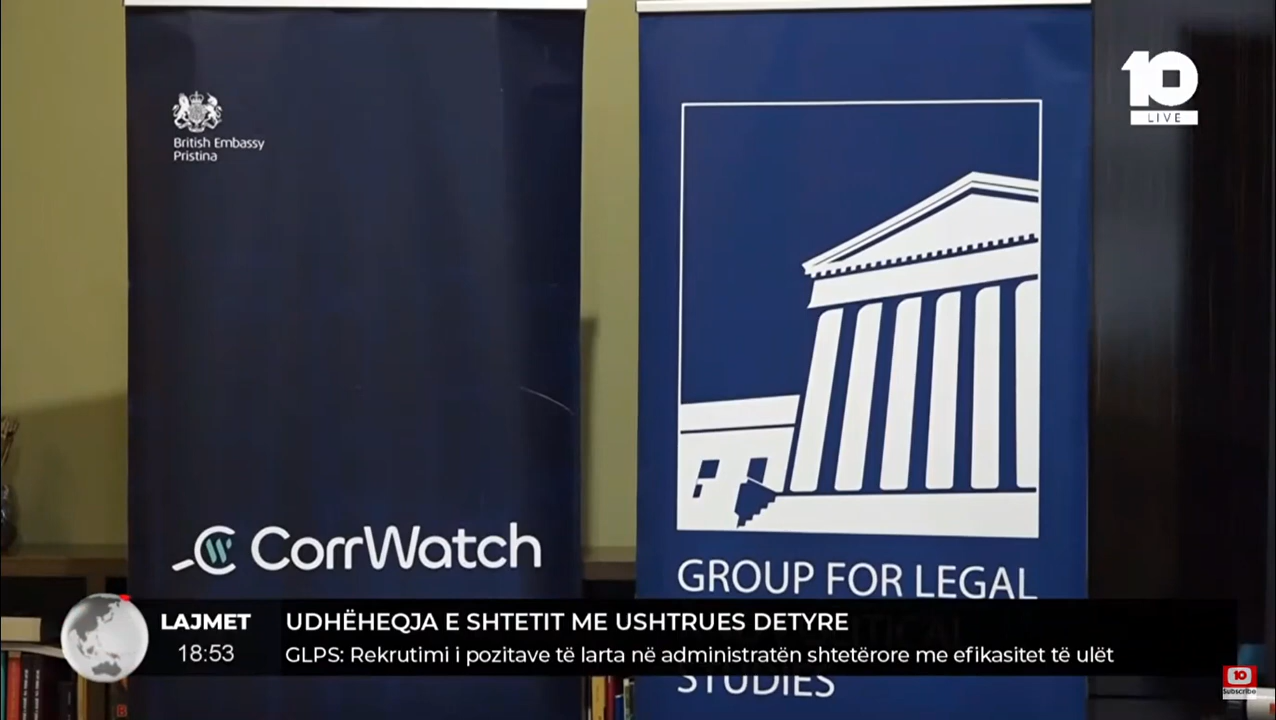 British Embassy
Pristina
10
LIVE
CorrWatch
GROUP FOR LEGAL
STUDIES
LAJMET
18:53
UDHËHEQJA E SHTETIT ME USHTRUES DETYRE
GLPS: Rekrutimi i pozitave të larta në administratën shtetërore me efikasitet të ulët
10
Subscribe